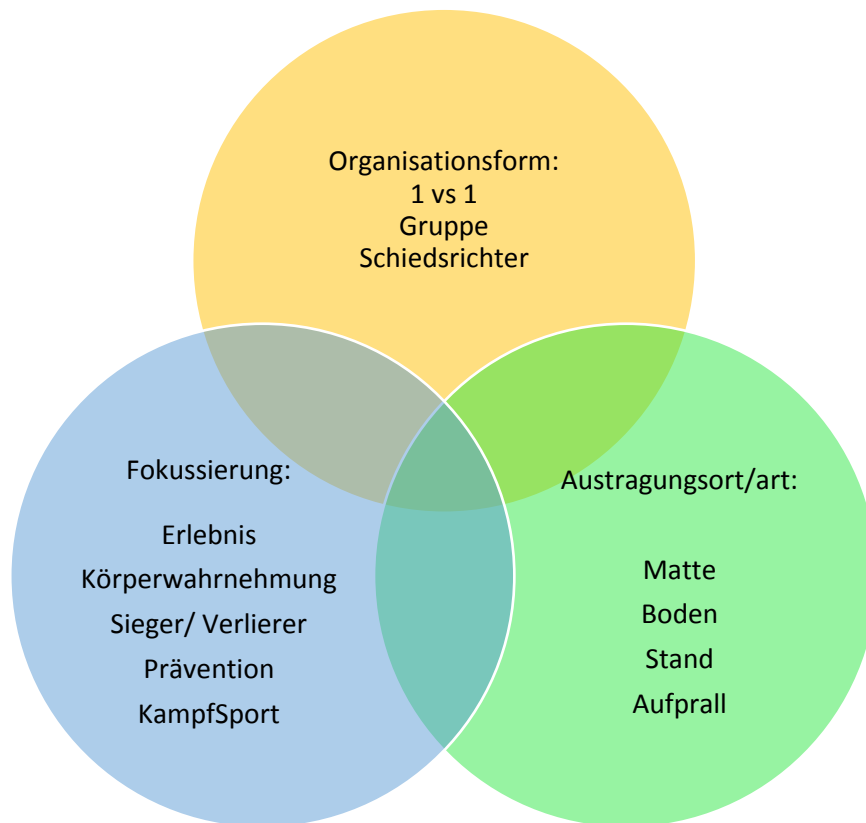 Organisationsform:
1 vs 1
Gruppe
Schiedsrichter
Fokussierung:
Erlebnis
Körperwahrnehmung
Sieger/ Verlierer
Prävention
KampfSport
Austragungsort/art:
Matte
Boden
Stand
Aufprall